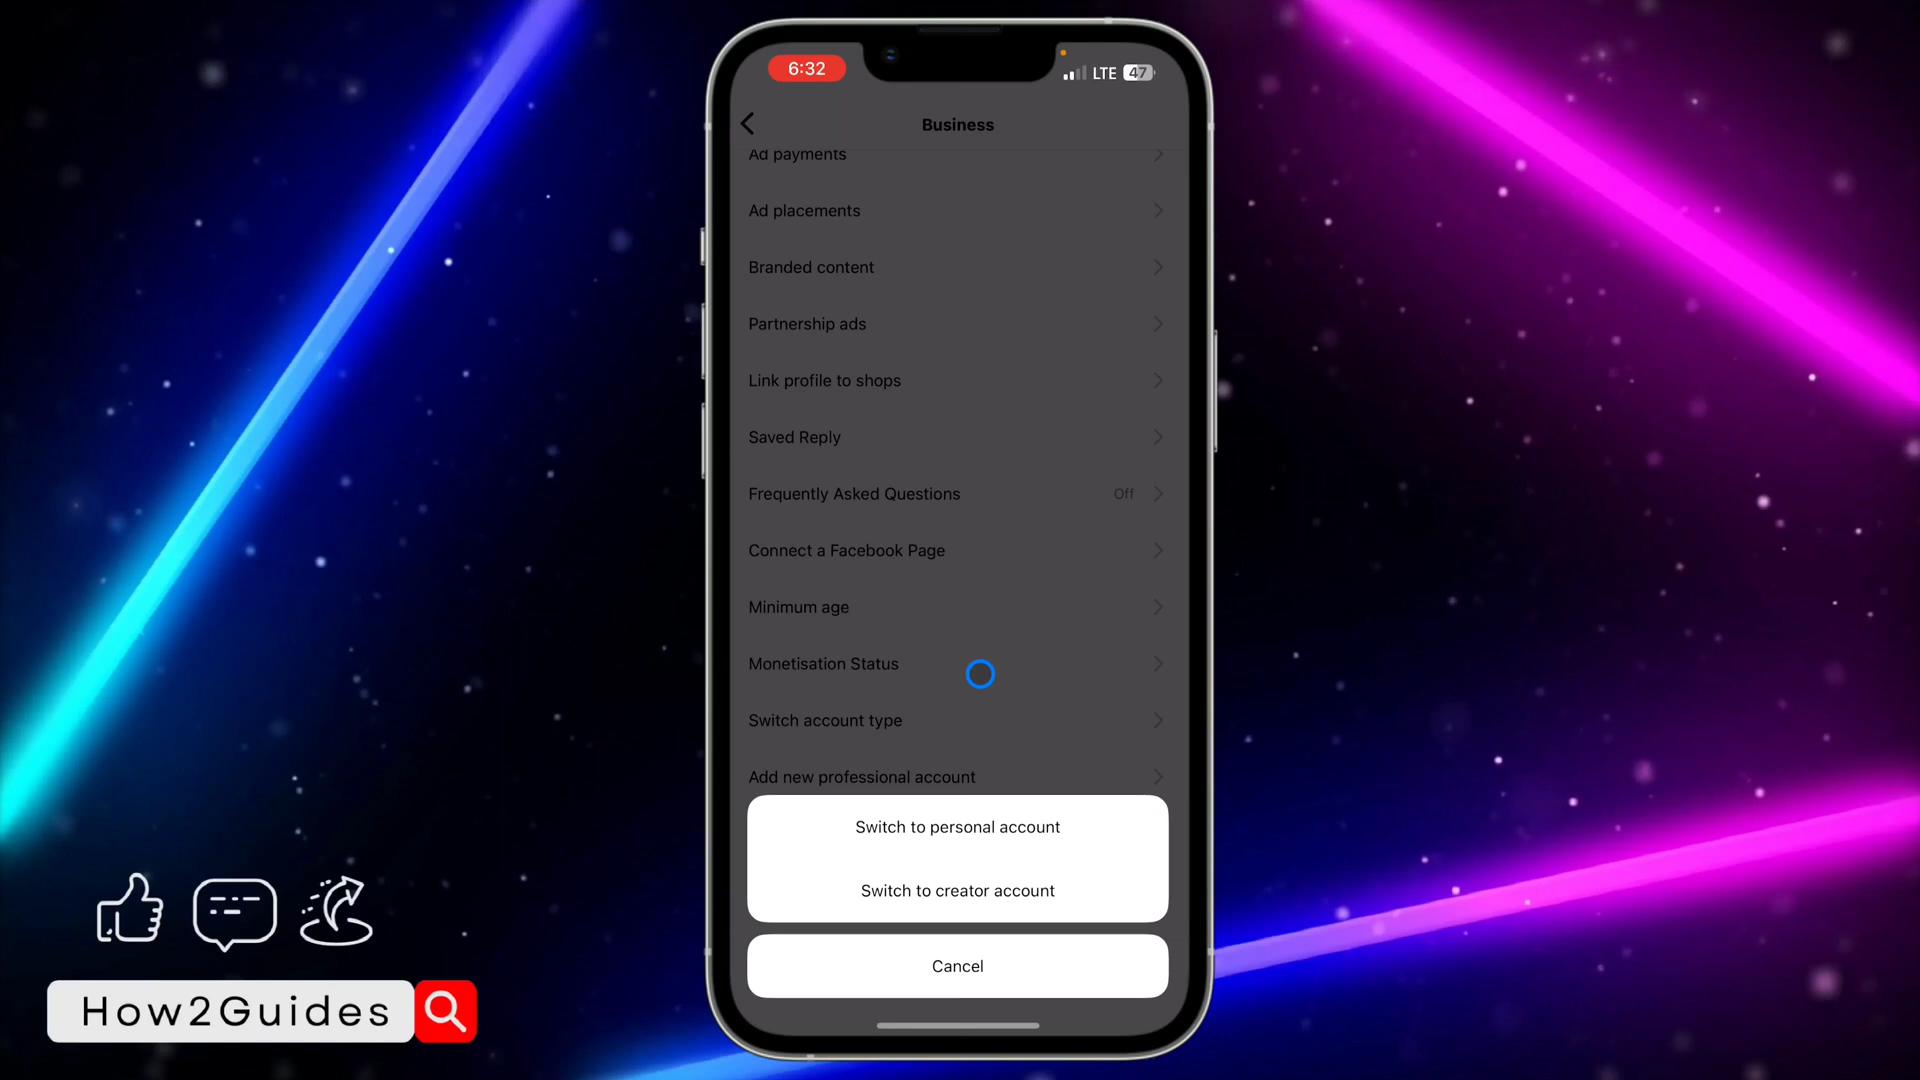 6:32
LTE 47
Business
Ad payments
Ad placements
Branded content
Partnership ads
Link profile to shops
Saved Reply
Frequently Asked Questions Off
Connect a Facebook Page
Minimum age
Monetisation Status
Switch account type
Add new professional account
Switch to personal account
Switch to creator account
Cancel
How2Guides